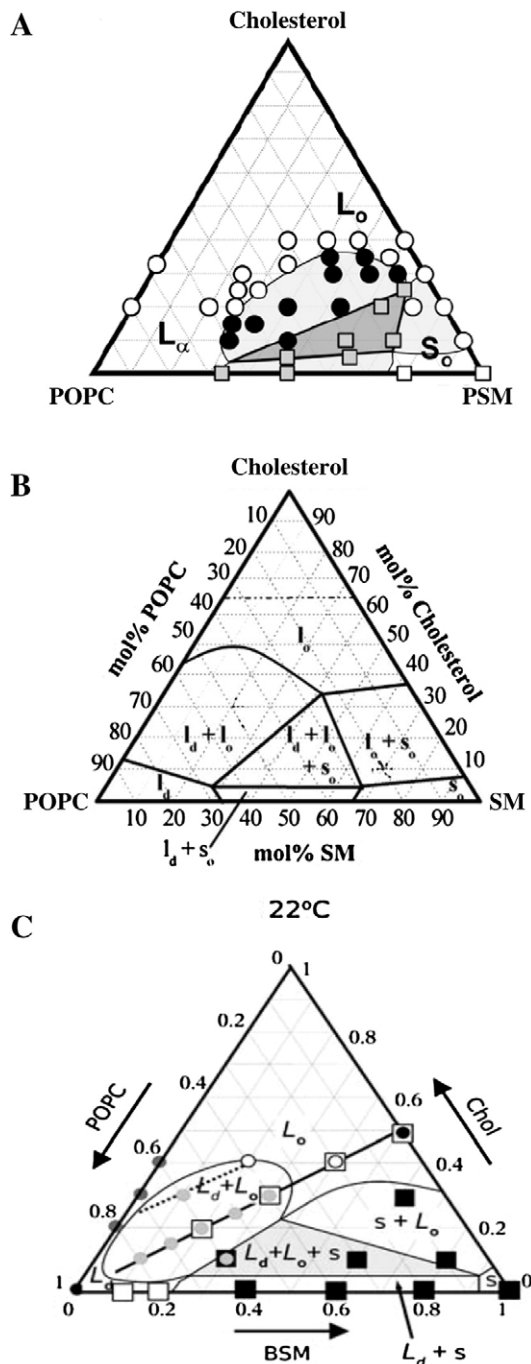 A
Cholesterol
Lo
Lα
So
POPC
PSM
B
Cholesterol
10
90
20
80
30
70
40
60
50
50
60
40
70
30
80
20
90
10
mol% POPC
mol% Cholesterol
lo
ld + lo
ld + lo
+ so
lo + so
ld
so
POPC
SM
10 20 30 40 50 60 70 80 90
ld + so
mol% SM
22°C
C
0
1
0.2
0.8
0.4
0.6
POPC
Chol
0.6
0.4
0.8
0.2
Lo
Ld+Lo
s + Lo
Ld+Lo+s
1
Ld
s
0
0 0.2 0.4 0.6 0.8 1
BSM
Ld + s